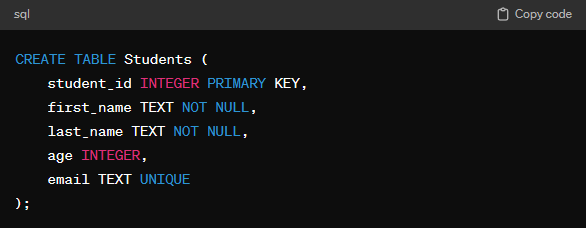 sql
Copy code
CREATE TABLE Students (
    student_id INTEGER PRIMARY KEY,
    first_name TEXT NOT NULL,
    last_name TEXT NOT NULL,
    age INTEGER,
    email TEXT UNIQUE
);